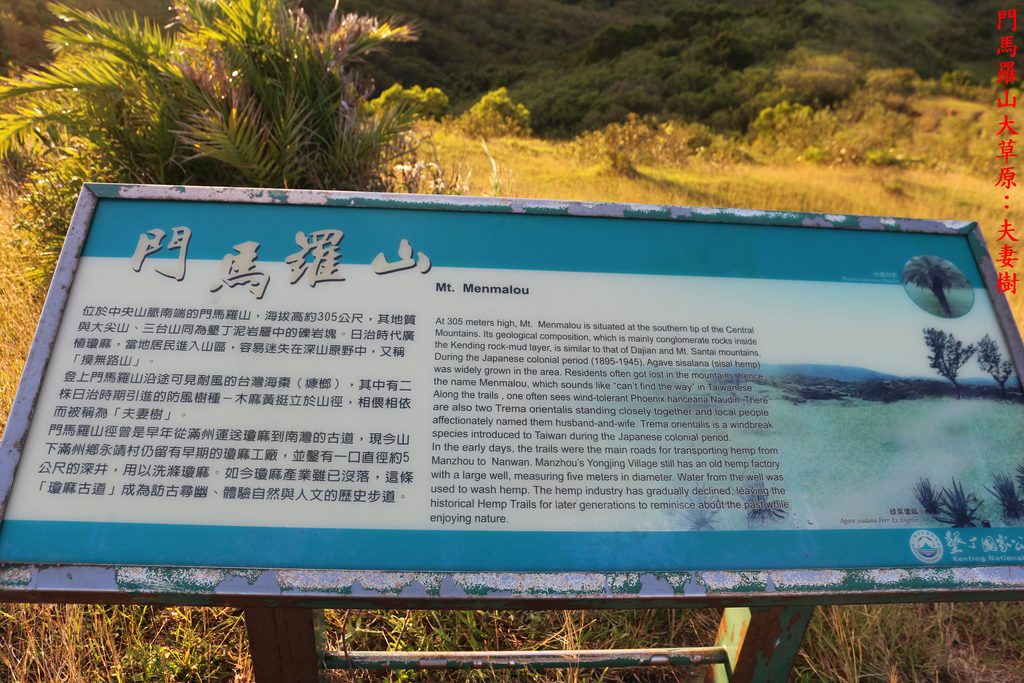 門馬羅山大草原：夫妻樹
門馬羅山
位於中央山脈南端的門馬羅山，海拔高約305公尺，其地質
與大尖山、三台山同為墾丁泥岩層中的礫岩塊。日治時代廣
植瓊麻，當地居民進入山區，容易迷失在深山原野中，又稱
「摸無路山」。
登上門馬羅山沿途可見耐風的台灣海棗（槺榔），其中有二
株日治時期引進的防風樹種－木麻黃挺立於山徑，相偎相依
而被稱為「夫妻樹」。
門馬羅山徑曾是早年從滿州運送瓊麻到南灣的古道，現今山
下滿州鄉永靖村仍留有早期的瓊麻工廠，並鑿有一口直徑約5
公尺的深井，用以洗滌瓊麻。如今瓊麻產業雖已沒落，這條
「瓊麻古道」成為訪古尋幽、體驗自然與人文的歷史步道。
Mt. Menmalou
At 305 meters high, Mt. Menmalou is situated at the southern tip of the Central
Mountains. Its geological composition, which is mainly conglomerate rocks inside
the Kending rock-mud layer, is similar to that of Dajian and Mt. Santai mountains.
During the Japanese colonial period (1895-1945), Agave sisalana (sisal hemp)
was widely grown in the area. Residents often got lost in the mountains, hence
the name Menmalou, which sounds like "can't find the way" in Taiwanese.
Along the trails , one often sees wind-tolerant Phoenix hanceana Naudin. There
are also two Trema orientalis standing closely together and local people
affectionately named them husband-and-wife. Trema orientalis is a windbreak
species introduced to Taiwan during the Japanese colonial period.
In the early days, the trails were the main roads for transporting hemp from
Manzhou to Nanwan. Manzhou's Yongjing Village still has an old hemp factory
with a large well, measuring five meters in diameter. Water from the well was
used to wash hemp. The hemp industry has gradually declined, leaving the
historical Hemp Trails for later generations to reminisce about the past while
enjoying nature.
Agave sisalana Perr. Ex Englm
墾丁國家公
Kenting National